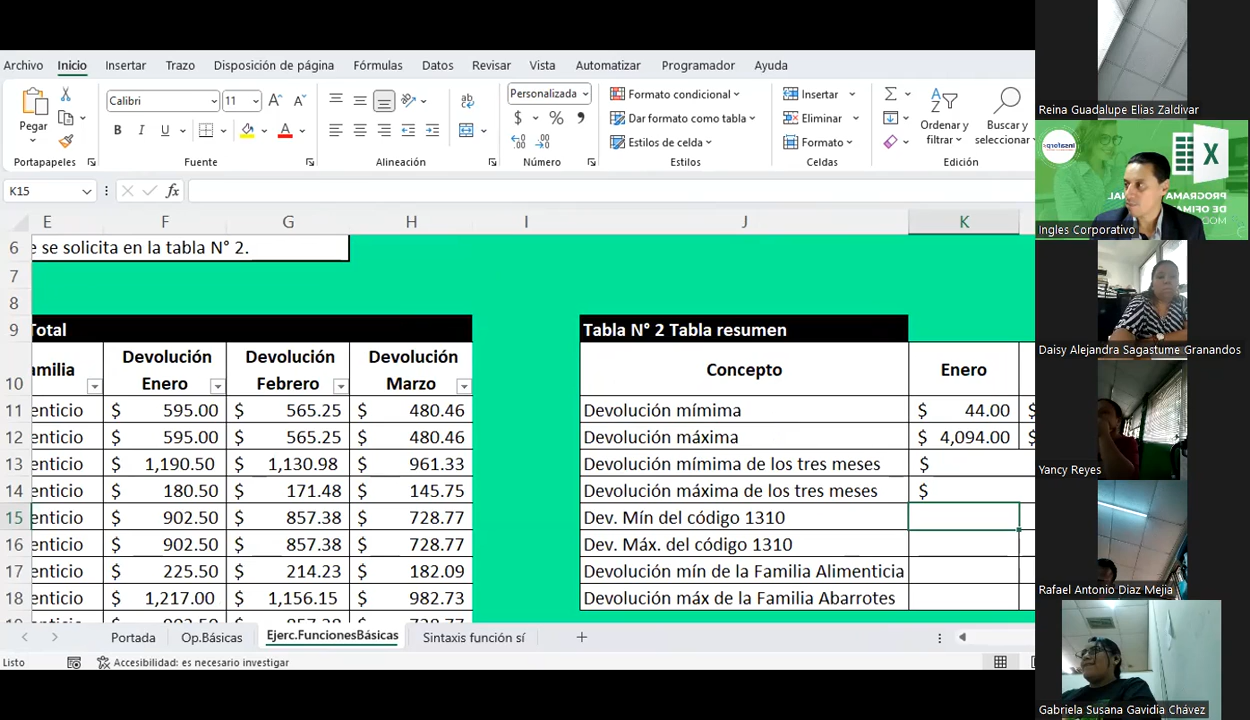 Archivo Inicio Insertar Trazo Disposición de página Fórmulas Datos Revisar Vista Automatizar Programador Ayuda
Pegar
Portapapeles
Calibri 11
N K S
Fuente
Alineación
Personalizada
$ %
Número
Formato condicional
Dar formato como tabla
Estilos de celda
Estilos
Insertar
Eliminar
Formato
Celdas
Ordenar y filtrar
Buscar y seleccionar
Edición
K15 fx
E F G H I J K
6 e se solicita en la tabla N° 2.
7
8
9 Total Tabla N° 2 Tabla resumen
10 amilia Devolución Enero Devolución Febrero Devolución Marzo Concepto Enero
11 enticio $ 595.00 $ 565.25 $ 480.46 Devolución mímima $ 44.00 $
12 enticio $ 595.00 $ 565.25 $ 480.46 Devolución máxima $ 4,094.00 $
13 enticio $ 1,190.50 $ 1,130.98 $ 961.33 Devolución mímima de los tres meses $
14 enticio $ 180.50 $ 171.48 $ 145.75 Devolución máxima de los tres meses $
15 enticio $ 902.50 $ 857.38 $ 728.77 Dev. Mín del código 1310
16 enticio $ 902.50 $ 857.38 $ 728.77 Dev. Máx. del código 1310
17 enticio $ 225.50 $ 214.23 $ 182.09 Devolución mín de la Familia Alimenticia
18 enticio $ 1,217.00 $ 1,156.15 $ 982.73 Devolución máx de la Familia Abarrotes
Portada Op.Básicas Ejerc.FuncionesBásicas Sintaxis función sí
Listo Accesibilidad: es necesario investigar
Reina Guadalupe Elias Zaldivar
X
PROGRAMA
DE OFIMA
Ingles Corporativo
Daisy Alejandra Sagastume Granandos
Yancy Reyes
Rafael Antonio Diaz Mejia
Gabriela Susana Gavidia Chávez